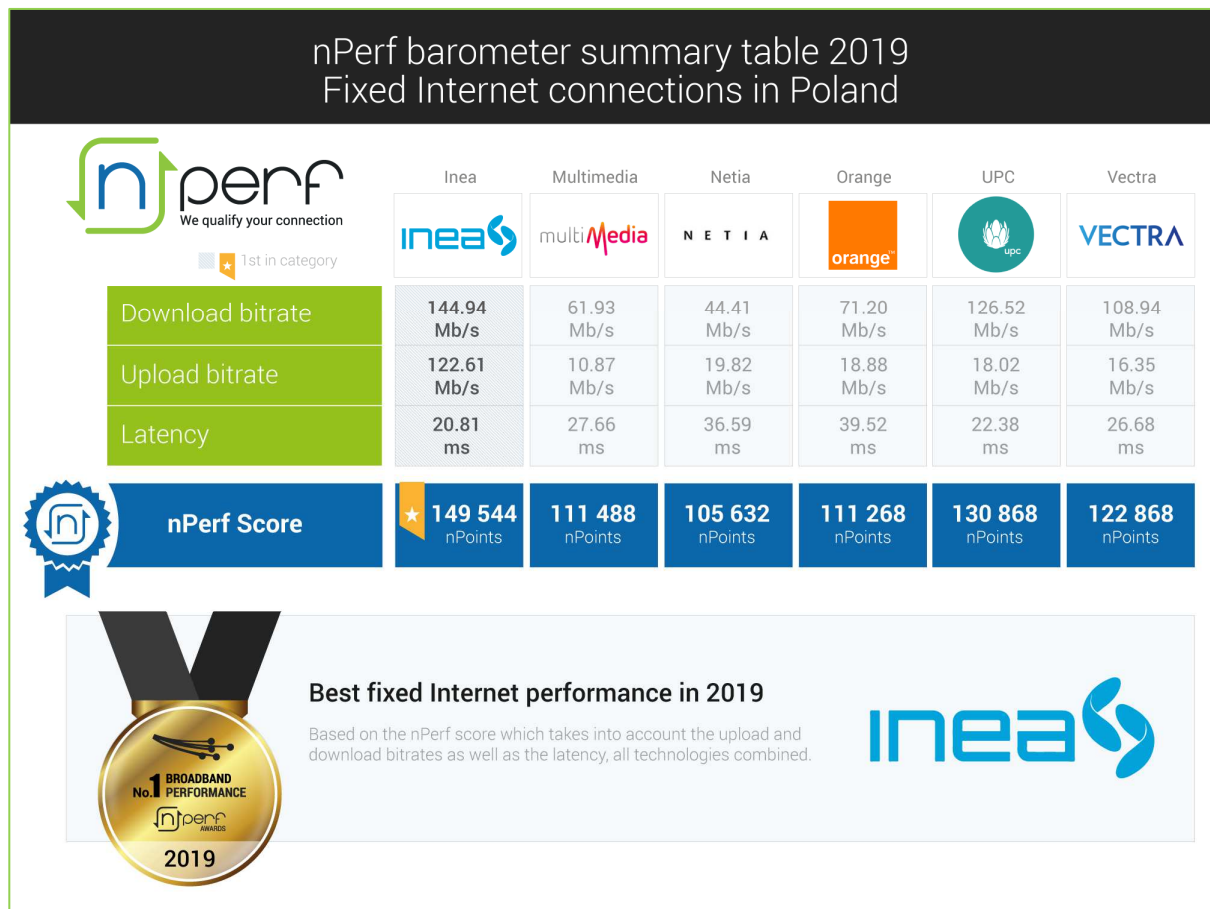 nPerf barometer summary table 2019
Fixed Internet connections in Poland
nperf
We qualify your connection
1st in category
Inea Multimedia Netia Orange UPC Vectra
INEA multiMedia NETIA orange™ upc VECTRA
Download bitrate 144.94 Mb/s 61.93 Mb/s 44.41 Mb/s 71.20 Mb/s 126.52 Mb/s 108.94 Mb/s
Upload bitrate 122.61 Mb/s 10.87 Mb/s 19.82 Mb/s 18.88 Mb/s 18.02 Mb/s 16.35 Mb/s
Latency 20.81 ms 27.66 ms 36.59 ms 39.52 ms 22.38 ms 26.68 ms
n
nPerf Score 149 544 nPoints 111 488 nPoints 105 632 nPoints 111 268 nPoints 130 868 nPoints 122 868 nPoints
Best fixed Internet performance in 2019
Based on the nPerf score which takes into account the upload and
download bitrates as well as the latency, all technologies combined.
INEA
No.1 BROADBAND
PERFORMANCE
nperf
AWARDS
2019